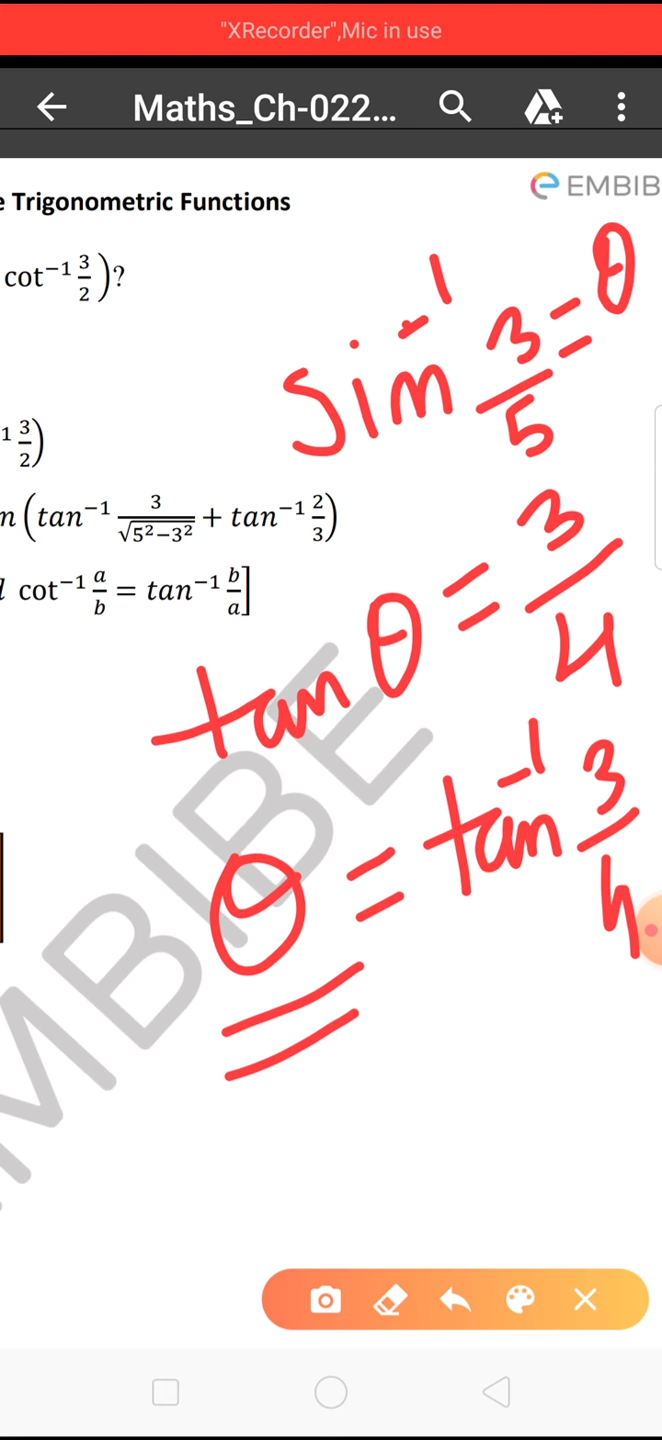 "XRecorder",Mic in use
Maths_Ch-022...
EMBIB
e Trigonometric Functions
cot⁻¹ 3/2)?
sin⁻¹ 3/5 = θ
¹ 3/2)
n (tan⁻¹ 3/√5²−3² + tan⁻¹ 2/3)
l cot⁻¹ a/b = tan⁻¹ b/a]
tan θ = 3/4
θ = tan⁻¹ 3/4
MBIBE